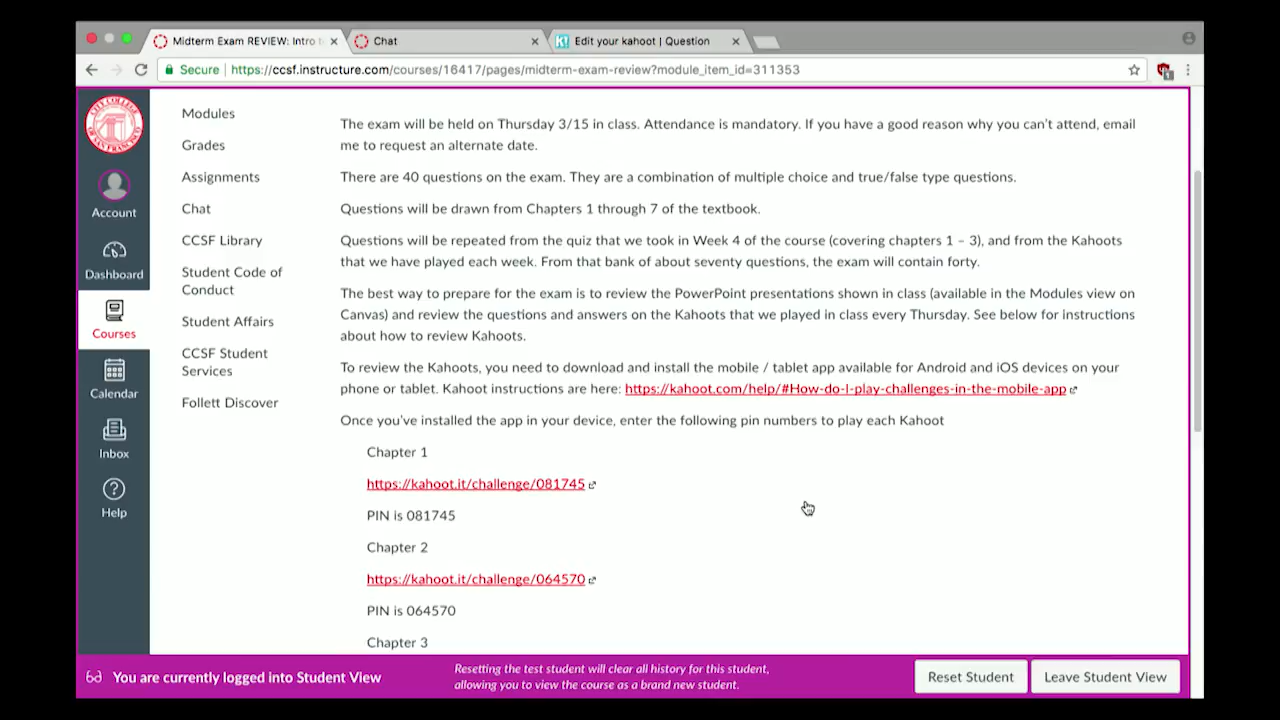 Midterm Exam REVIEW: Intro t
Chat
Edit your kahoot | Question
Secure
https://ccsf.instructure.com/courses/16417/pages/midterm-exam-review?module_item_id=311353
Account
Dashboard
Courses
Calendar
Inbox
Help
Modules
Grades
Assignments
Chat
CCSF Library
Student Code of
Conduct
Student Affairs
CCSF Student
Services
Follett Discover
The exam will be held on Thursday 3/15 in class. Attendance is mandatory. If you have a good reason why you can't attend, email
me to request an alternate date.
There are 40 questions on the exam. They are a combination of multiple choice and true/false type questions.
Questions will be drawn from Chapters 1 through 7 of the textbook.
Questions will be repeated from the quiz that we took in Week 4 of the course (covering chapters 1 – 3), and from the Kahoots
that we have played each week. From that bank of about seventy questions, the exam will contain forty.
The best way to prepare for the exam is to review the PowerPoint presentations shown in class (available in the Modules view on
Canvas) and review the questions and answers on the Kahoots that we played in class every Thursday. See below for instructions
about how to review Kahoots.
To review the Kahoots, you need to download and install the mobile / tablet app available for Android and iOS devices on your
phone or tablet. Kahoot instructions are here: https://kahoot.com/help/#How-do-I-play-challenges-in-the-mobile-app
Once you've installed the app in your device, enter the following pin numbers to play each Kahoot
Chapter 1
https://kahoot.it/challenge/081745
PIN is 081745
Chapter 2
https://kahoot.it/challenge/064570
PIN is 064570
Chapter 3
You are currently logged into Student View
Resetting the test student will clear all history for this student,
allowing you to view the course as a brand new student.
Reset Student
Leave Student View